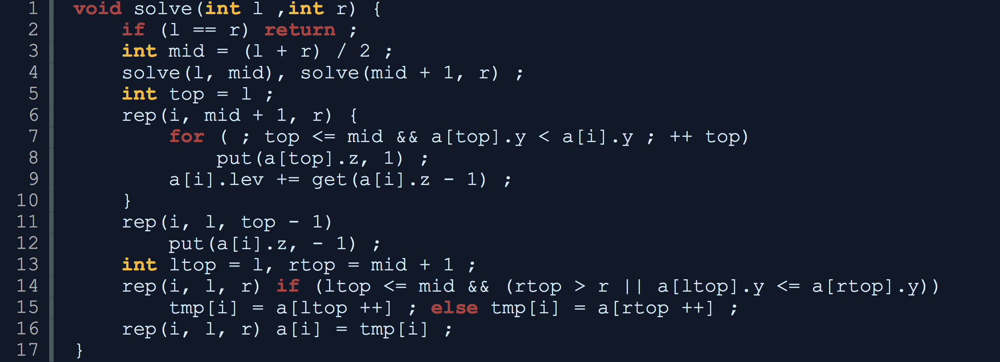 1 void solve(int l ,int r) {
2 if (l == r) return ;
3 int mid = (l + r) / 2 ;
4 solve(l, mid), solve(mid + 1, r) ;
5 int top = l ;
6 rep(i, mid + 1, r) {
7 for ( ; top <= mid && a[top].y < a[i].y ; ++ top)
8 put(a[top].z, 1) ;
9 a[i].lev += get(a[i].z - 1) ;
10 }
11 rep(i, l, top - 1)
12 put(a[i].z, - 1) ;
13 int ltop = l, rtop = mid + 1 ;
14 rep(i, l, r) if (ltop <= mid && (rtop > r || a[ltop].y <= a[rtop].y))
15 tmp[i] = a[ltop ++] ; else tmp[i] = a[rtop ++] ;
16 rep(i, l, r) a[i] = tmp[i] ;
17 }